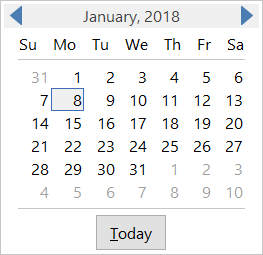 January, 2018
Su Mo Tu We Th Fr Sa
31 1 2 3 4 5 6
7 8 9 10 11 12 13
14 15 16 17 18 19 20
21 22 23 24 25 26 27
28 29 30 31 1 2 3
4 5 6 7 8 9 10
Today